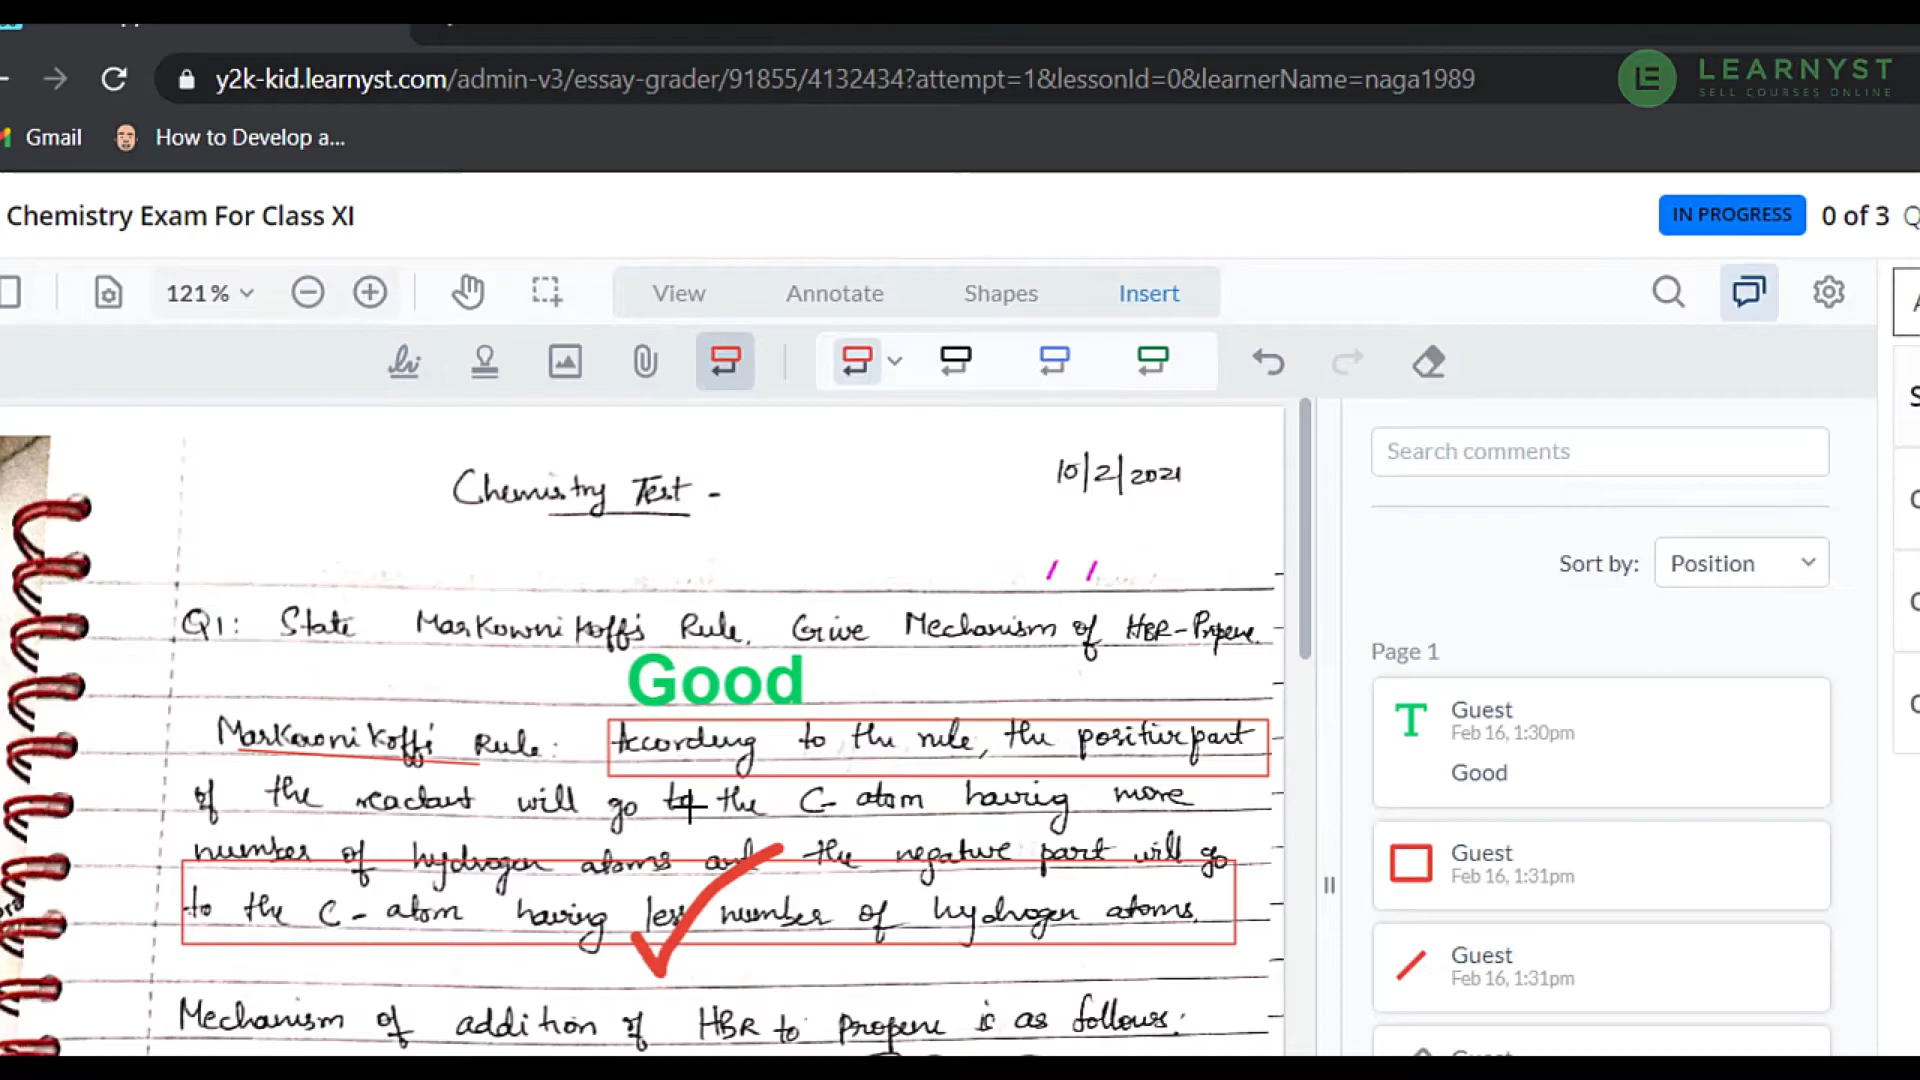 y2k-kid.learnyst.com/admin-v3/essay-grader/91855/4132434?attempt=1&lessonId=0&learnerName=naga1989
LEARNYST
SELL COURSES ONLINE
Gmail
How to Develop a...
Chemistry Exam For Class XI
IN PROGRESS
0 of 3
121%
View
Annotate
Shapes
Insert
Chemistry Test -
10/2/2021
Q1: State Markownikoff's Rule. Give Mechanism of HBR-Propene.
Good
Markownikoff's Rule: According to the rule, the positive part
of the reactant will go to the C- atom having more
number of hydrogen atoms and the negative part will go
to the C- atom having less number of hydrogen atoms.
Mechanism of addition of HBR to propene is as follows:
Search comments
Sort by:
Position
Page 1
Guest
Feb 16, 1:30pm
Good
Guest
Feb 16, 1:31pm
Guest
Feb 16, 1:31pm